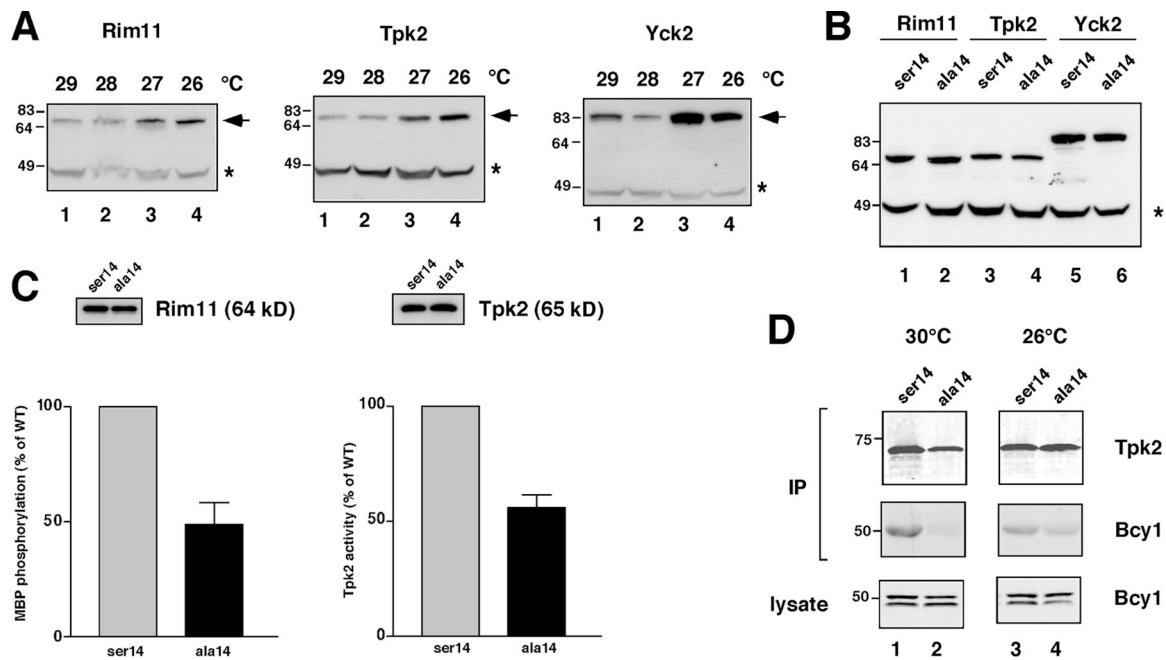 A
Rim11
29 28 27 26 °C
83
64
49
*
1 2 3 4
Tpk2
29 28 27 26 °C
83
64
49
*
1 2 3 4
Yck2
29 28 27 26 °C
83
64
49
*
1 2 3 4
B
Rim11 Tpk2 Yck2
ser14 ala14 ser14 ala14 ser14 ala14
83
64
49
*
1 2 3 4 5 6
C
ser14 ala14
Rim11 (64 kD)
MBP phosphorylation (% of WT)
100
50
0
ser14 ala14
ser14 ala14
Tpk2 (65 kD)
Tpk2 activity (% of WT)
100
50
0
ser14 ala14
D
30°C 26°C
ser14 ala14 ser14 ala14
IP
75
Tpk2
50
Bcy1
lysate
50
Bcy1
1 2 3 4